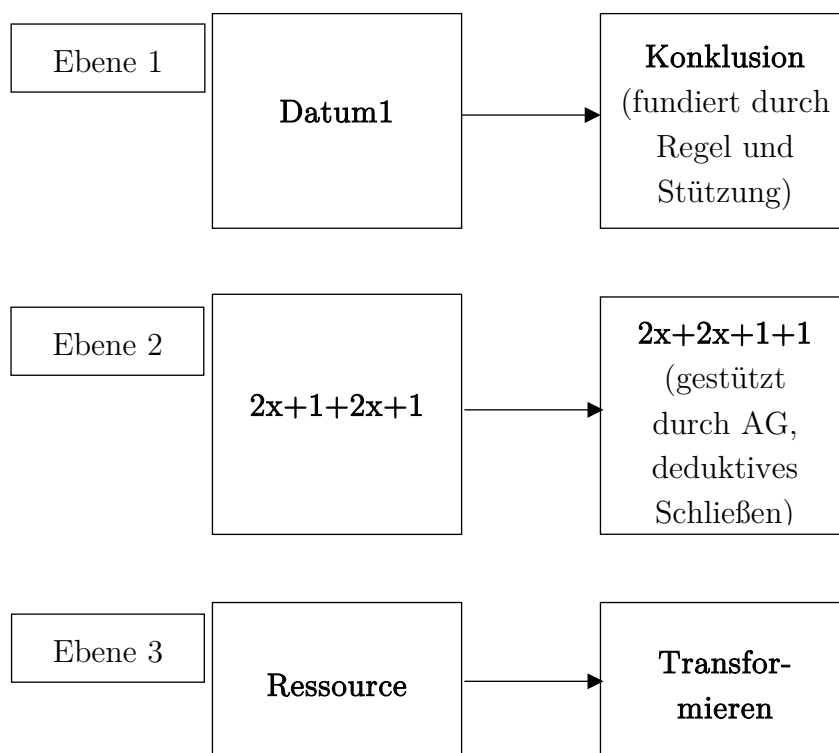 Ebene 1
Datum1
Konklusion
(fundiert durch
Regel und
Stützung)
Ebene 2
2x+1+2x+1
2x+2x+1+1
(gestützt
durch AG,
deduktives
Schließen)
Ebene 3
Ressource
Transfor-
mieren